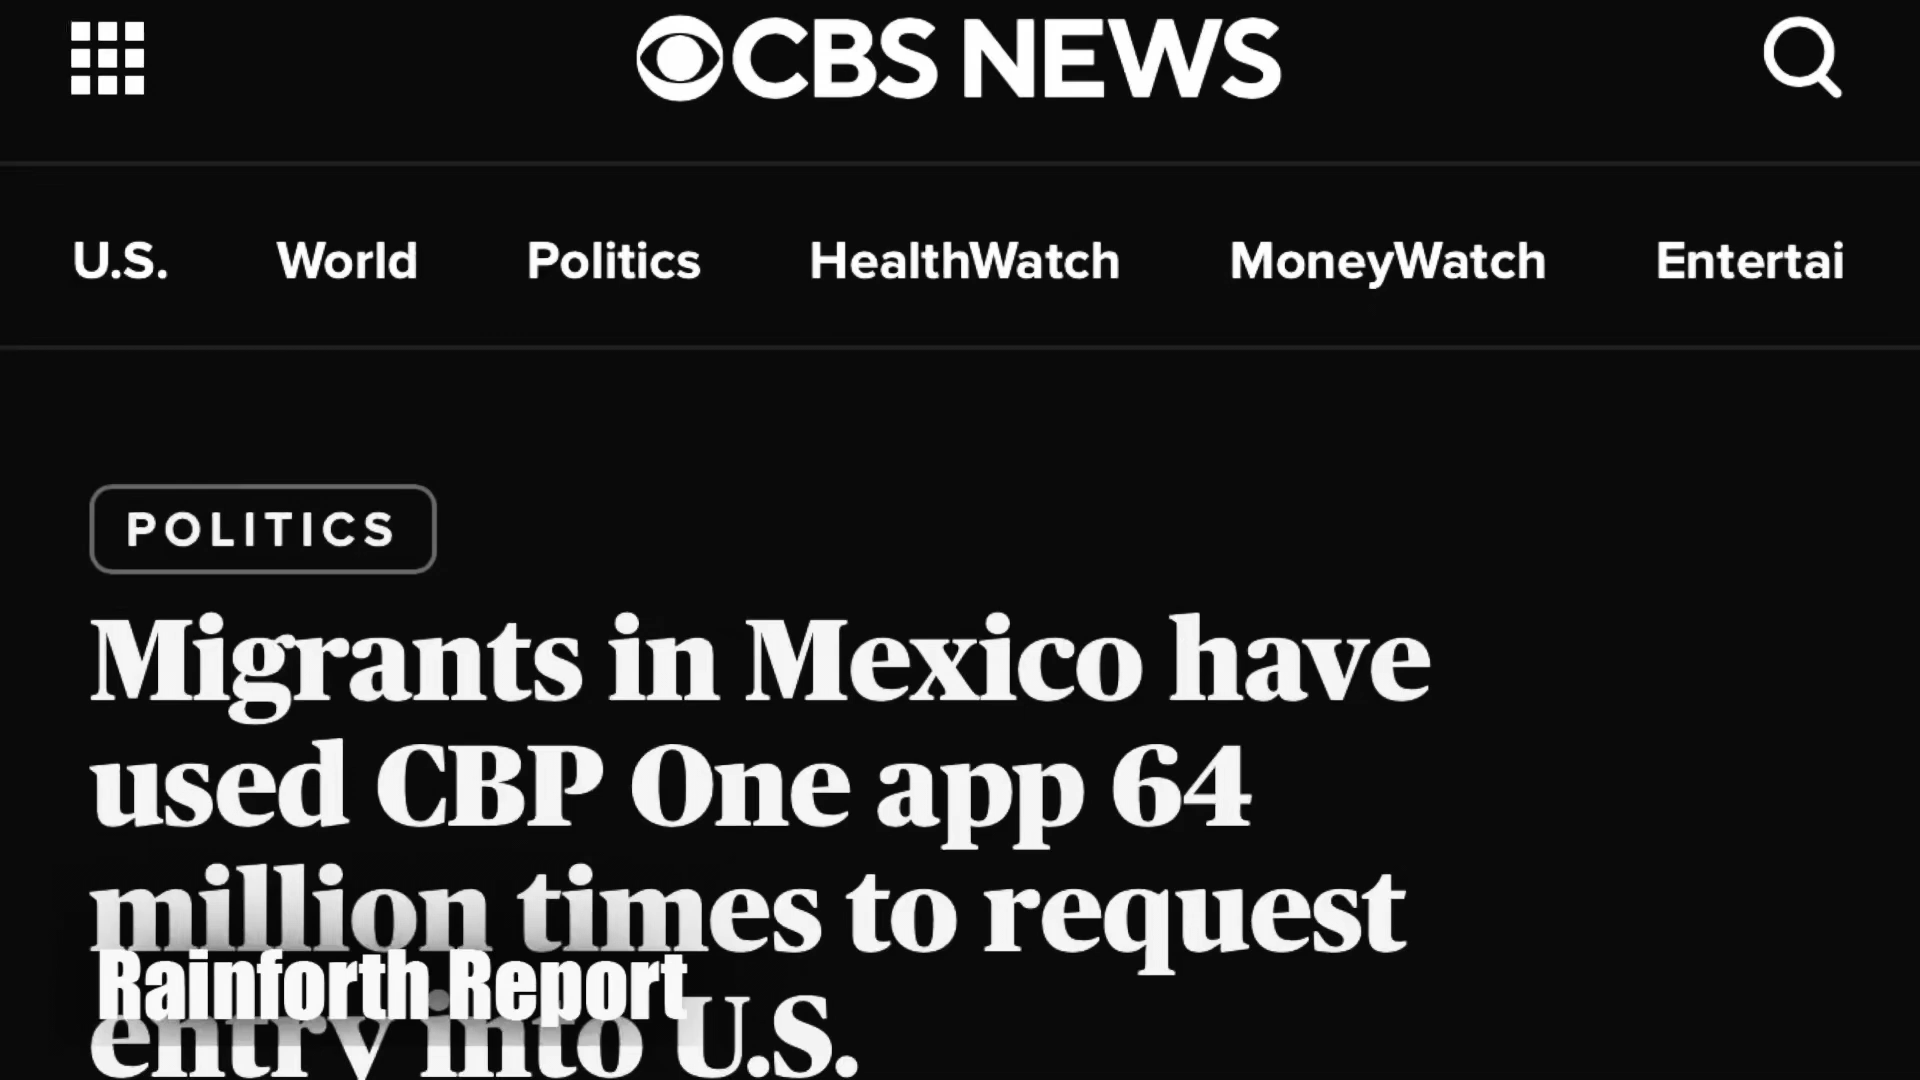 CBS NEWS
U.S. World Politics HealthWatch MoneyWatch Entertai
POLITICS
Migrants in Mexico have
used CBP One app 64
million times to request
Rainforth Report
entry into U.S.